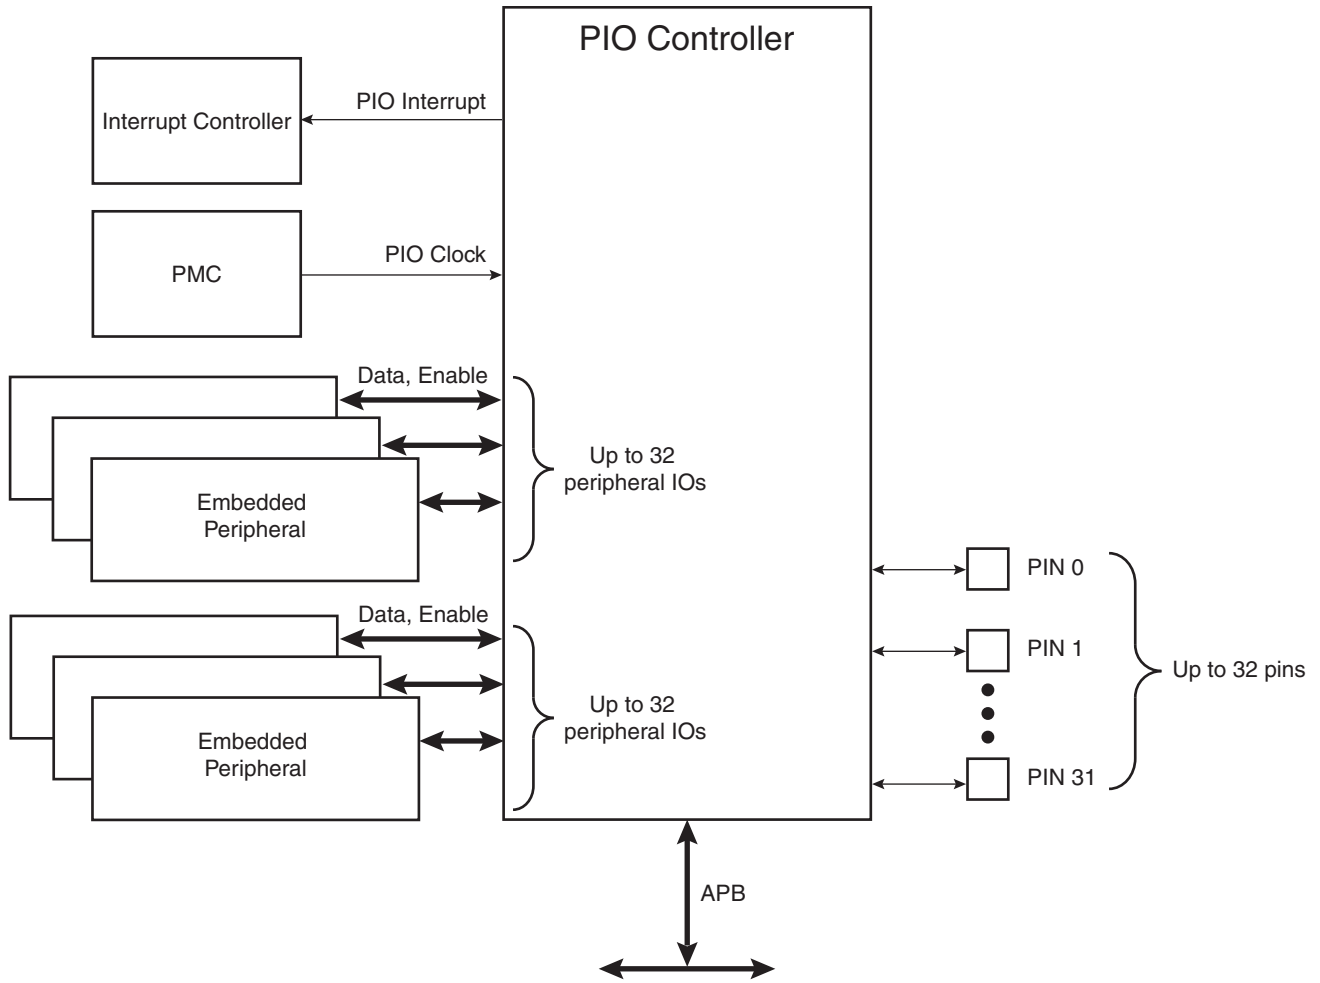 PIO Controller
PIO Interrupt
Interrupt Controller
PIO Clock
PMC
Data, Enable
Up to 32
peripheral IOs
Embedded
Peripheral
PIN 0
Data, Enable
PIN 1
Up to 32 pins
Up to 32
peripheral IOs
Embedded
Peripheral
PIN 31
APB